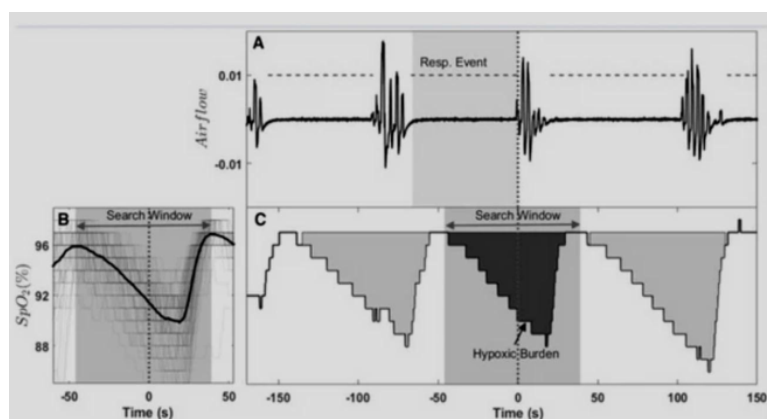 A
Resp. Event
Airflow
0.01
-0.01
B
Search Window
SpO₂(%)
96
92
88
-50 0 50
Time (s)
C
Search Window
Hypoxic Burden
-150 -100 -50 0 50 100 150
Time (s)